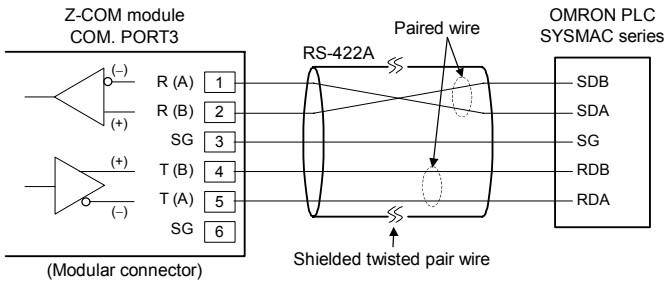 Z-COM module
COM. PORT3
Paired wire
OMRON PLC
SYSMAC series
RS-422A
(−)
R (A) 1
SDB
R (B) 2
SDA
(+)
SG 3
SG
(+)
T (B) 4
RDB
T (A) 5
RDA
(−)
SG 6
Shielded twisted pair wire
(Modular connector)